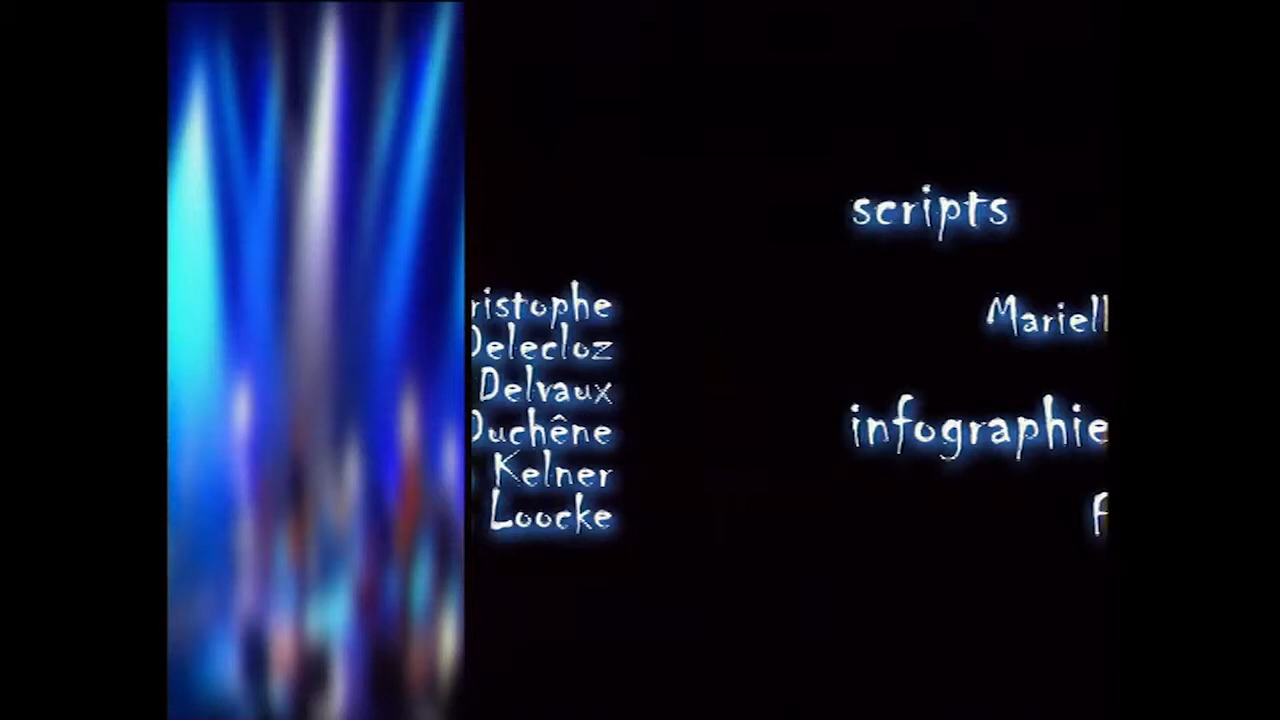 ristophe
Delecloz
Delvaux
Duchêne
Kelner
Loocke
scripts
Mariell
infographie